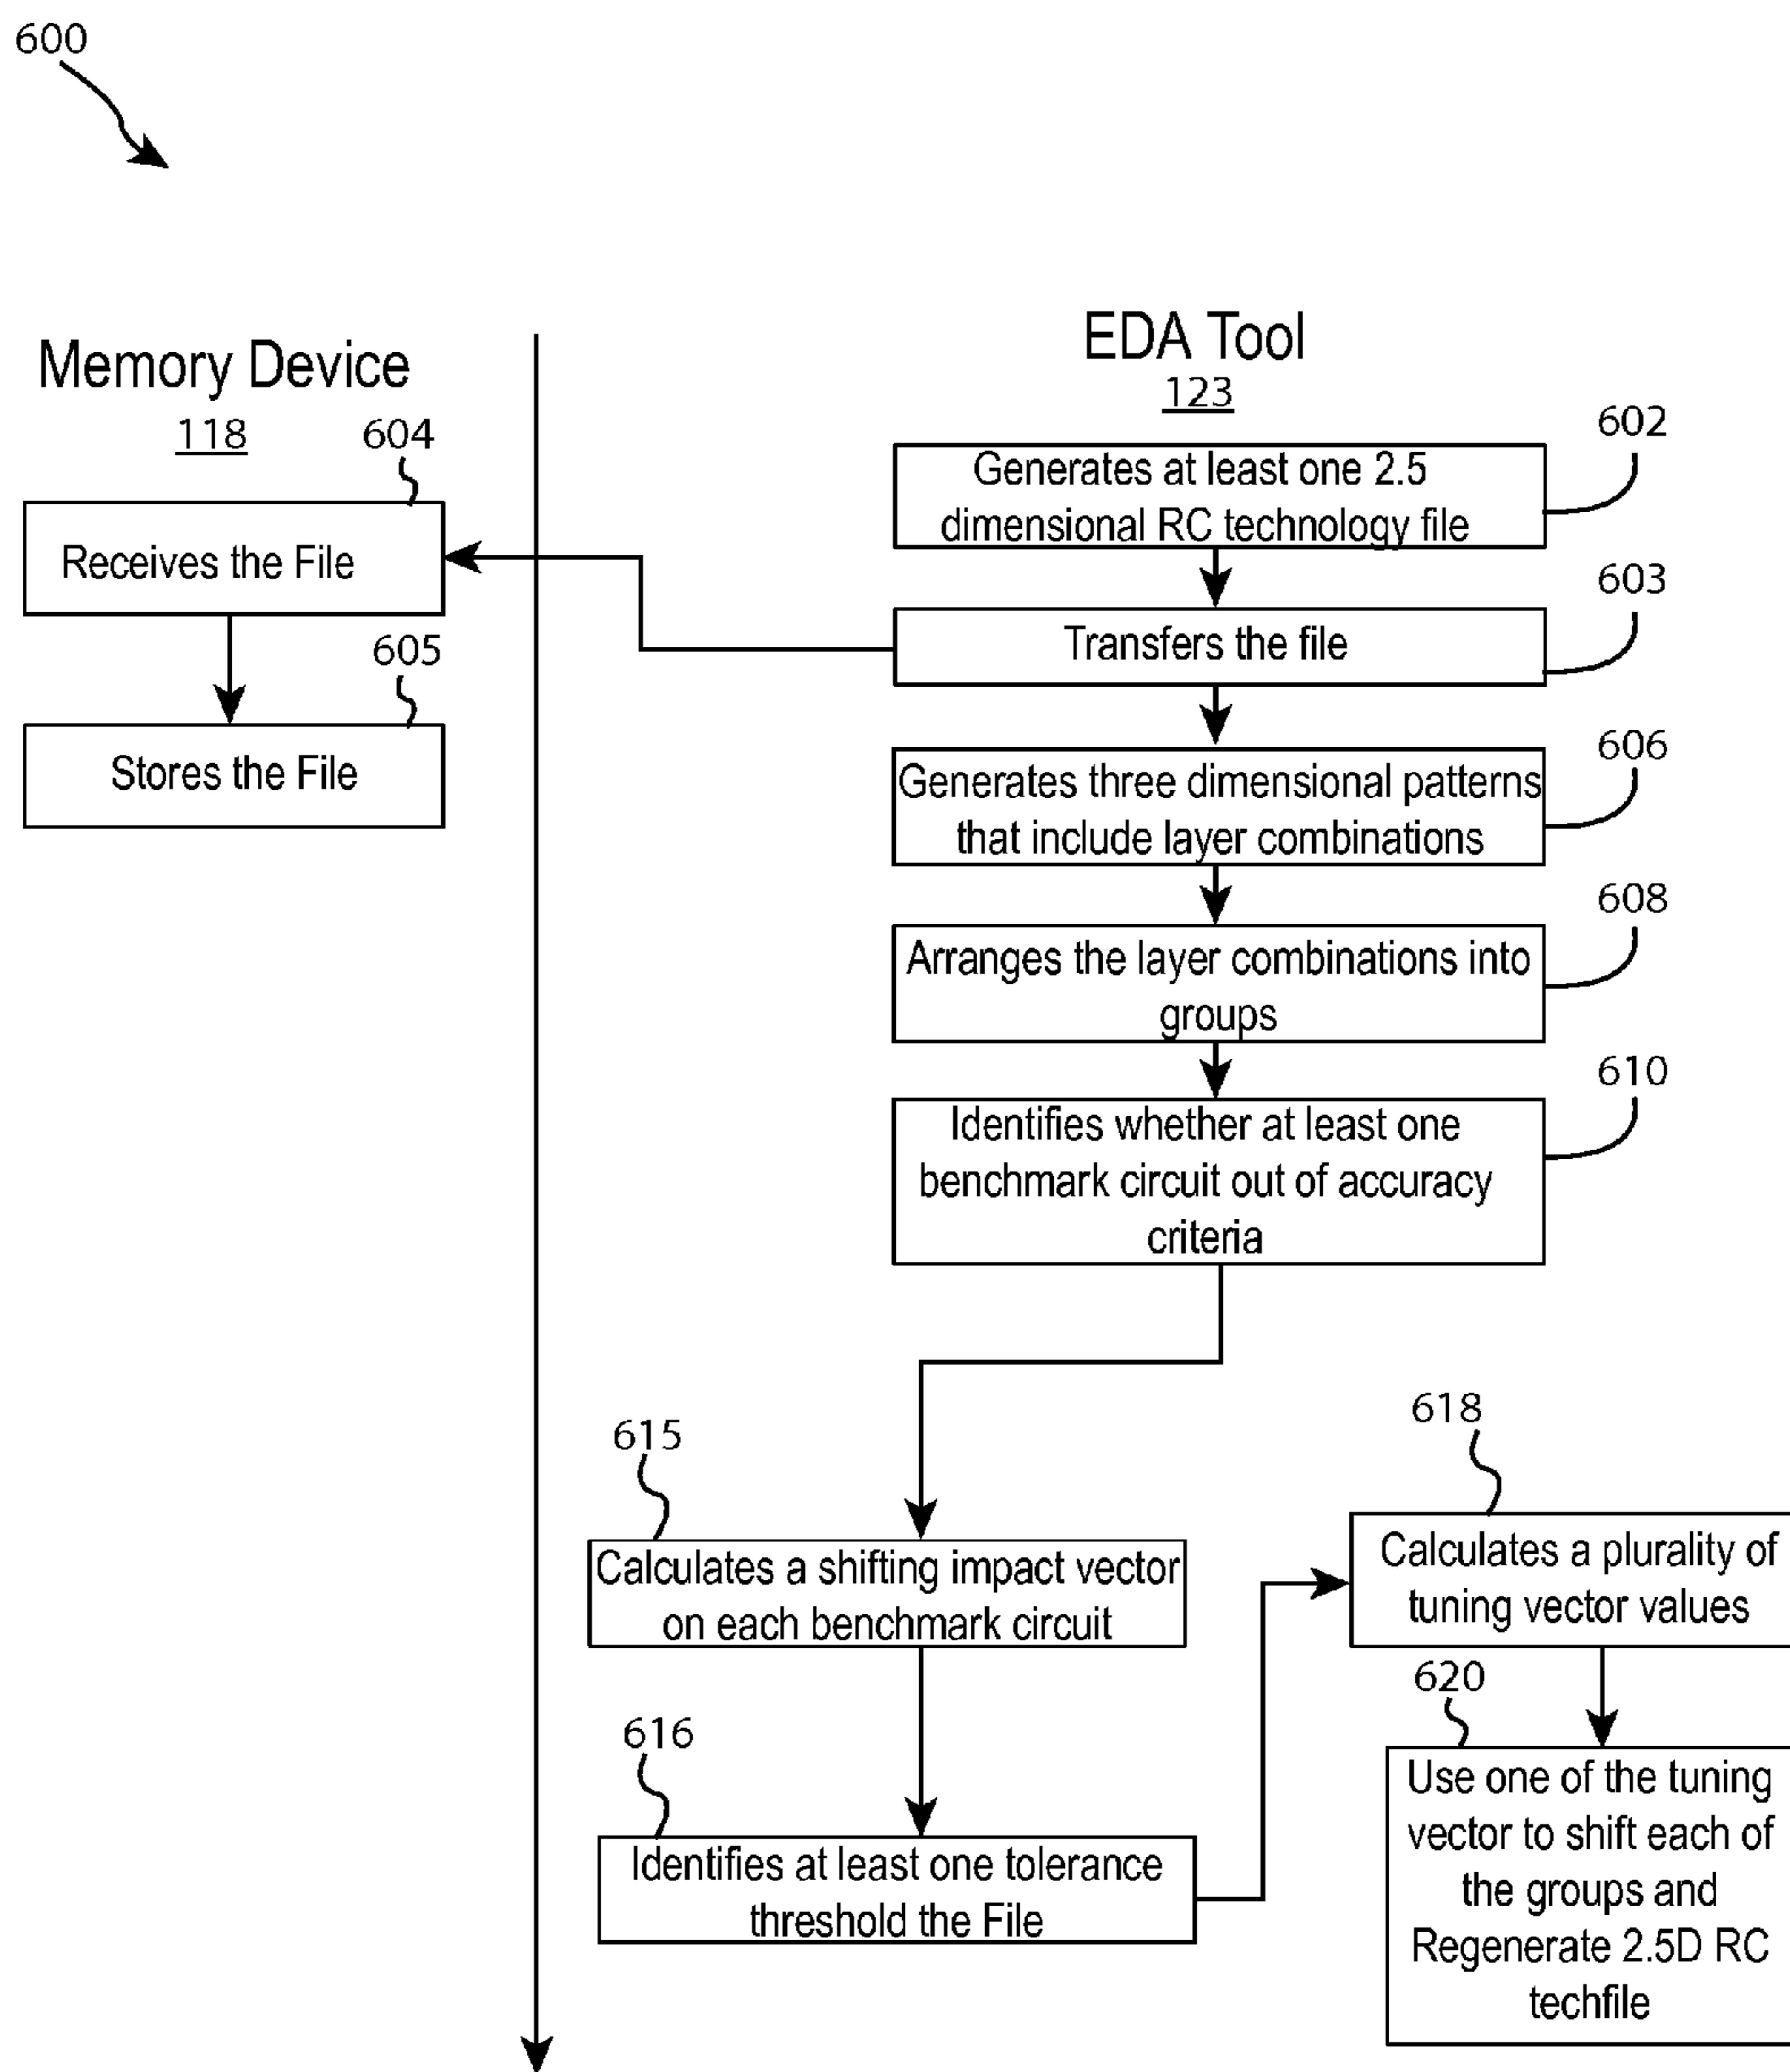 600
Memory Device
118
604
Receives the File
605
Stores the File
EDA Tool
123
602
Generates at least one 2.5
dimensional RC technology file
603
Transfers the file
606
Generates three dimensional patterns
that include layer combinations
608
Arranges the layer combinations into
groups
610
Identifies whether at least one
benchmark circuit out of accuracy
criteria
615
Calculates a shifting impact vector
on each benchmark circuit
616
Identifies at least one tolerance
threshold the File
618
Calculates a plurality of
tuning vector values
620
Use one of the tuning
vector to shift each of
the groups and
Regenerate 2.5D RC
techfile